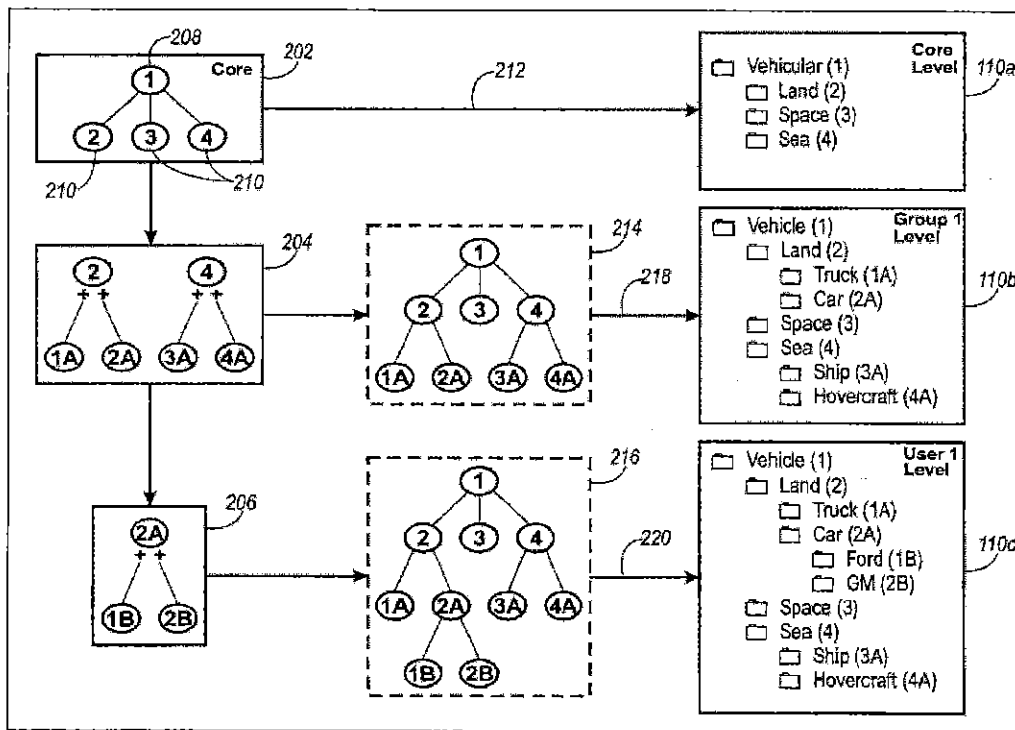 208
202
Core
1
2 3 4
210
210
212
Core
Level
Vehicular (1)
Land (2)
Space (3)
Sea (4)
110a
204
2 4
+ + + +
1A 2A 3A 4A
214
1
2 3 4
1A 2A 3A 4A
218
Group 1
Level
Vehicle (1)
Land (2)
Truck (1A)
Car (2A)
Space (3)
Sea (4)
Ship (3A)
Hovercraft (4A)
110b
206
2A
+ +
1B 2B
216
1
2 3 4
1A 2A 3A 4A
1B 2B
220
User 1
Level
Vehicle (1)
Land (2)
Truck (1A)
Car (2A)
Ford (1B)
GM (2B)
Space (3)
Sea (4)
Ship (3A)
Hovercraft (4A)
110c